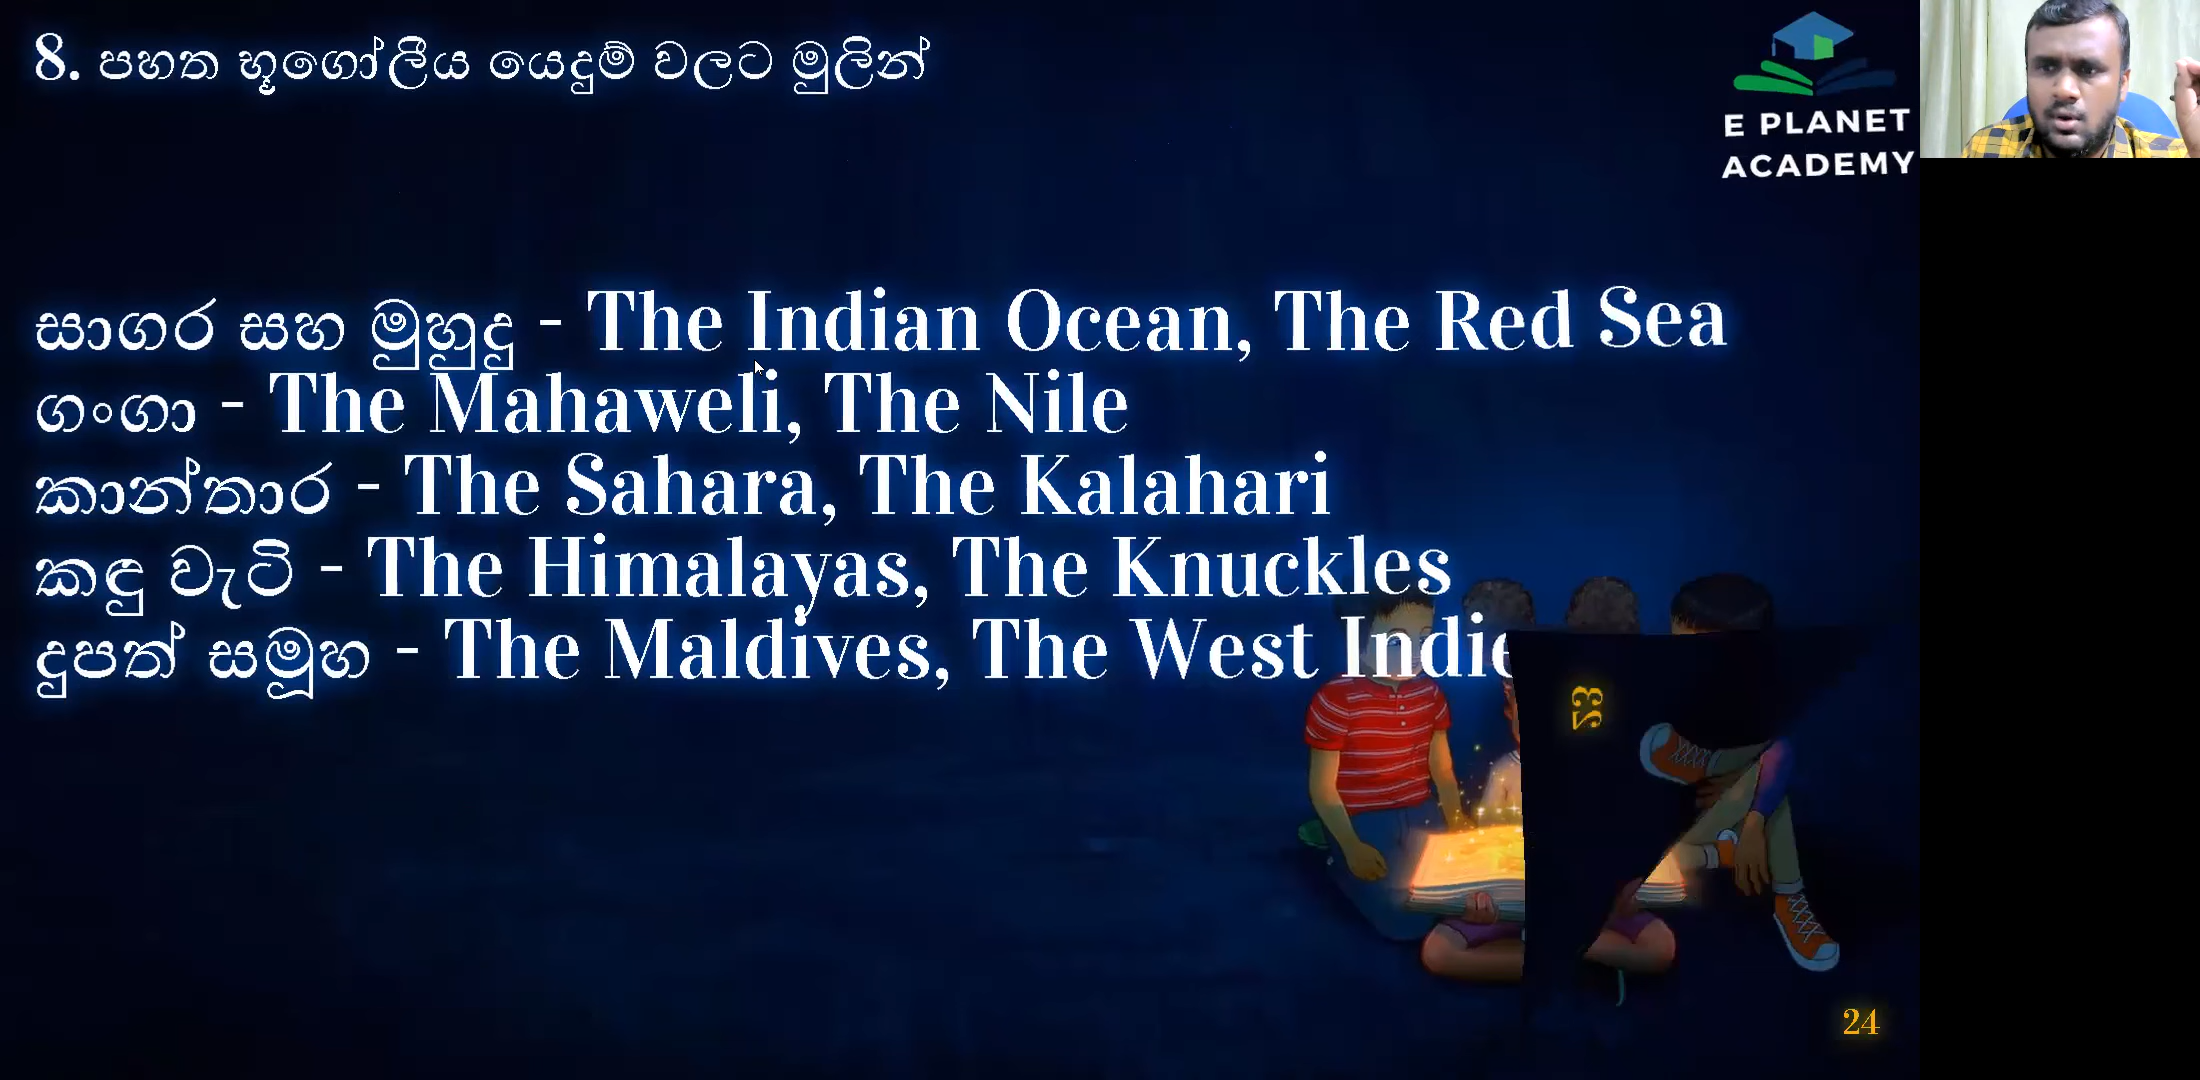 8. පහත භූගෝලීය යෙදුම් වලට මුලින්
E PLANET
ACADEMY
සාගර සහ මුහුදු - The Indian Ocean, The Red Sea
ගංගා - The Mahaweli, The Nile
කාන්තාර - The Sahara, The Kalahari
කඳු වැටි - The Himalayas, The Knuckles
දුපත් සමූහ - The Maldives, The West
23
24